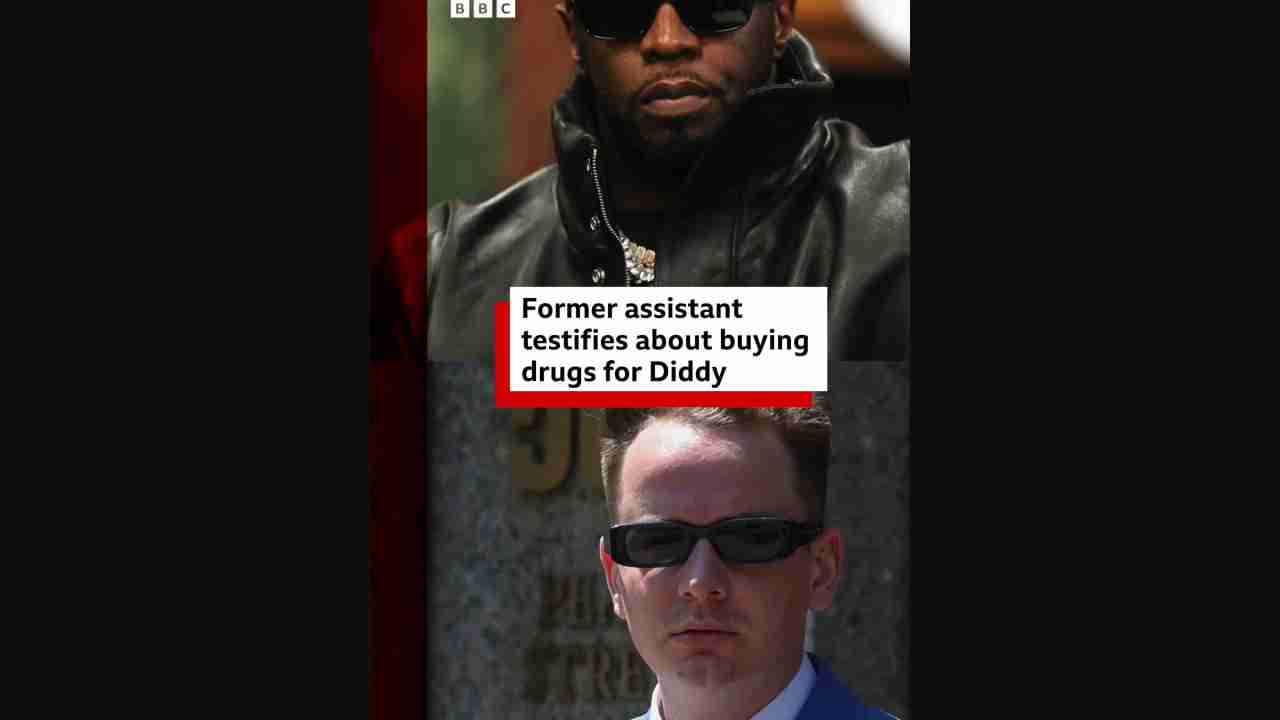 BBC
Former assistant
testifies about buying
drugs for Diddy